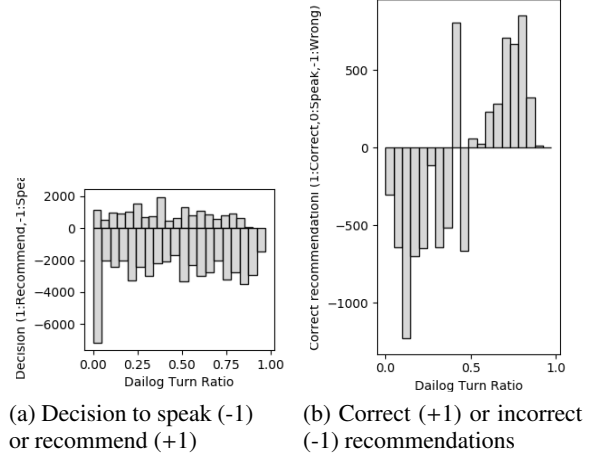 Decision (1:Recommend,-1:Spea
2000
0
−2000
−4000
−6000
0.00 0.25 0.50 0.75 1.00
Dailog Turn Ratio
(a) Decision to speak (-1)
or recommend (+1)
Correct recommendationl (1:Correct,0:Speak,-1:Wrong)
500
0
−500
−1000
0.0 0.5 1.0
Dailog Turn Ratio
(b) Correct (+1) or incorrect
(-1) recommendations